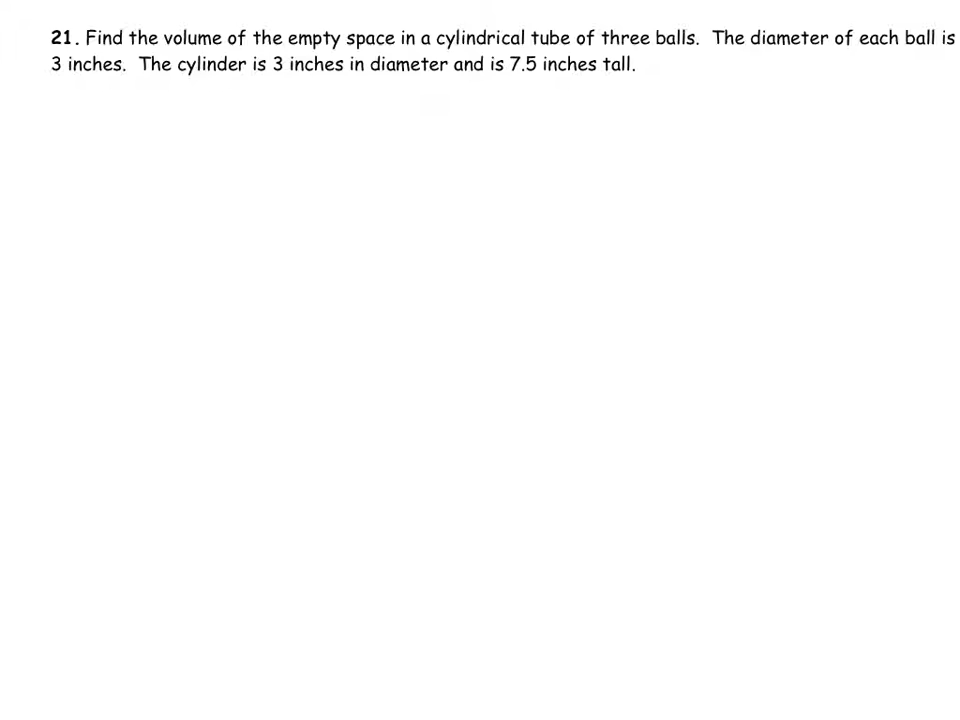 21. Find the volume of the empty space in a cylindrical tube of three balls. The diameter of each ball is
3 inches. The cylinder is 3 inches in diameter and is 7.5 inches tall.